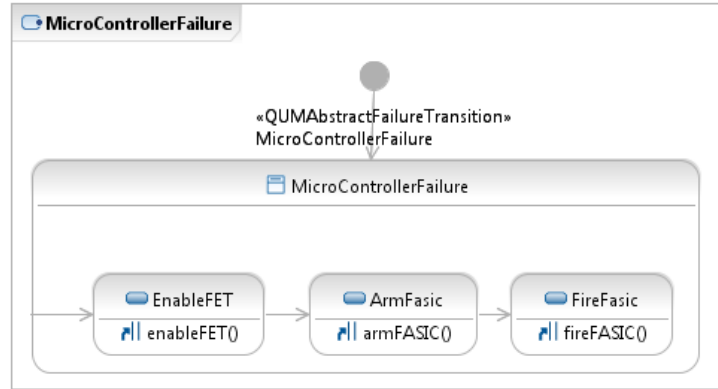 MicroControllerFailure
«QUMAbstractFailureTransition»
MicroControllerFailure
MicroControllerFailure
EnableFET
ArmFasic
FireFasic
enableFET()
armFASIC()
fireFASIC()